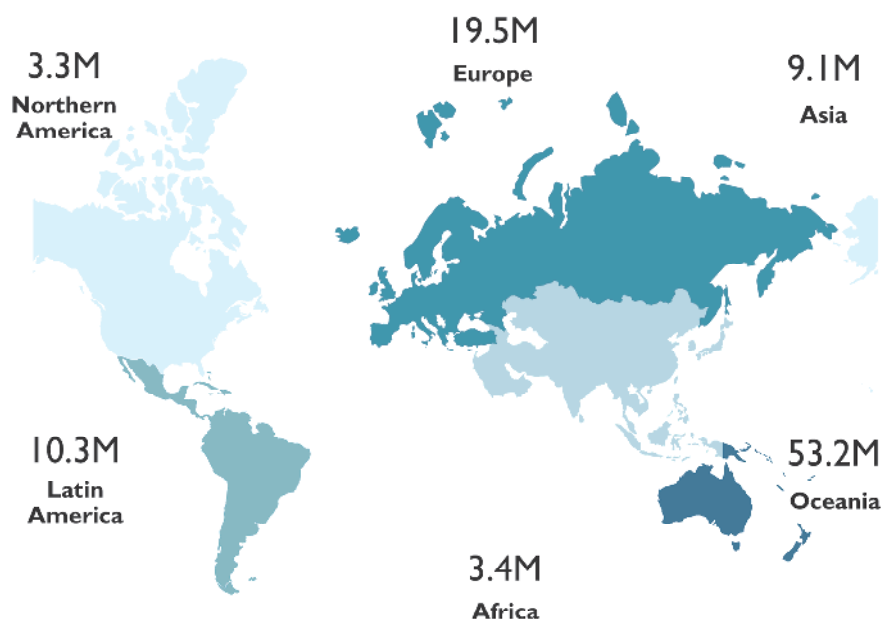 19.5M
Europe
3.3M
Northern
America
9.1M
Asia
10.3M
Latin
America
53.2M
Oceania
3.4M
Africa